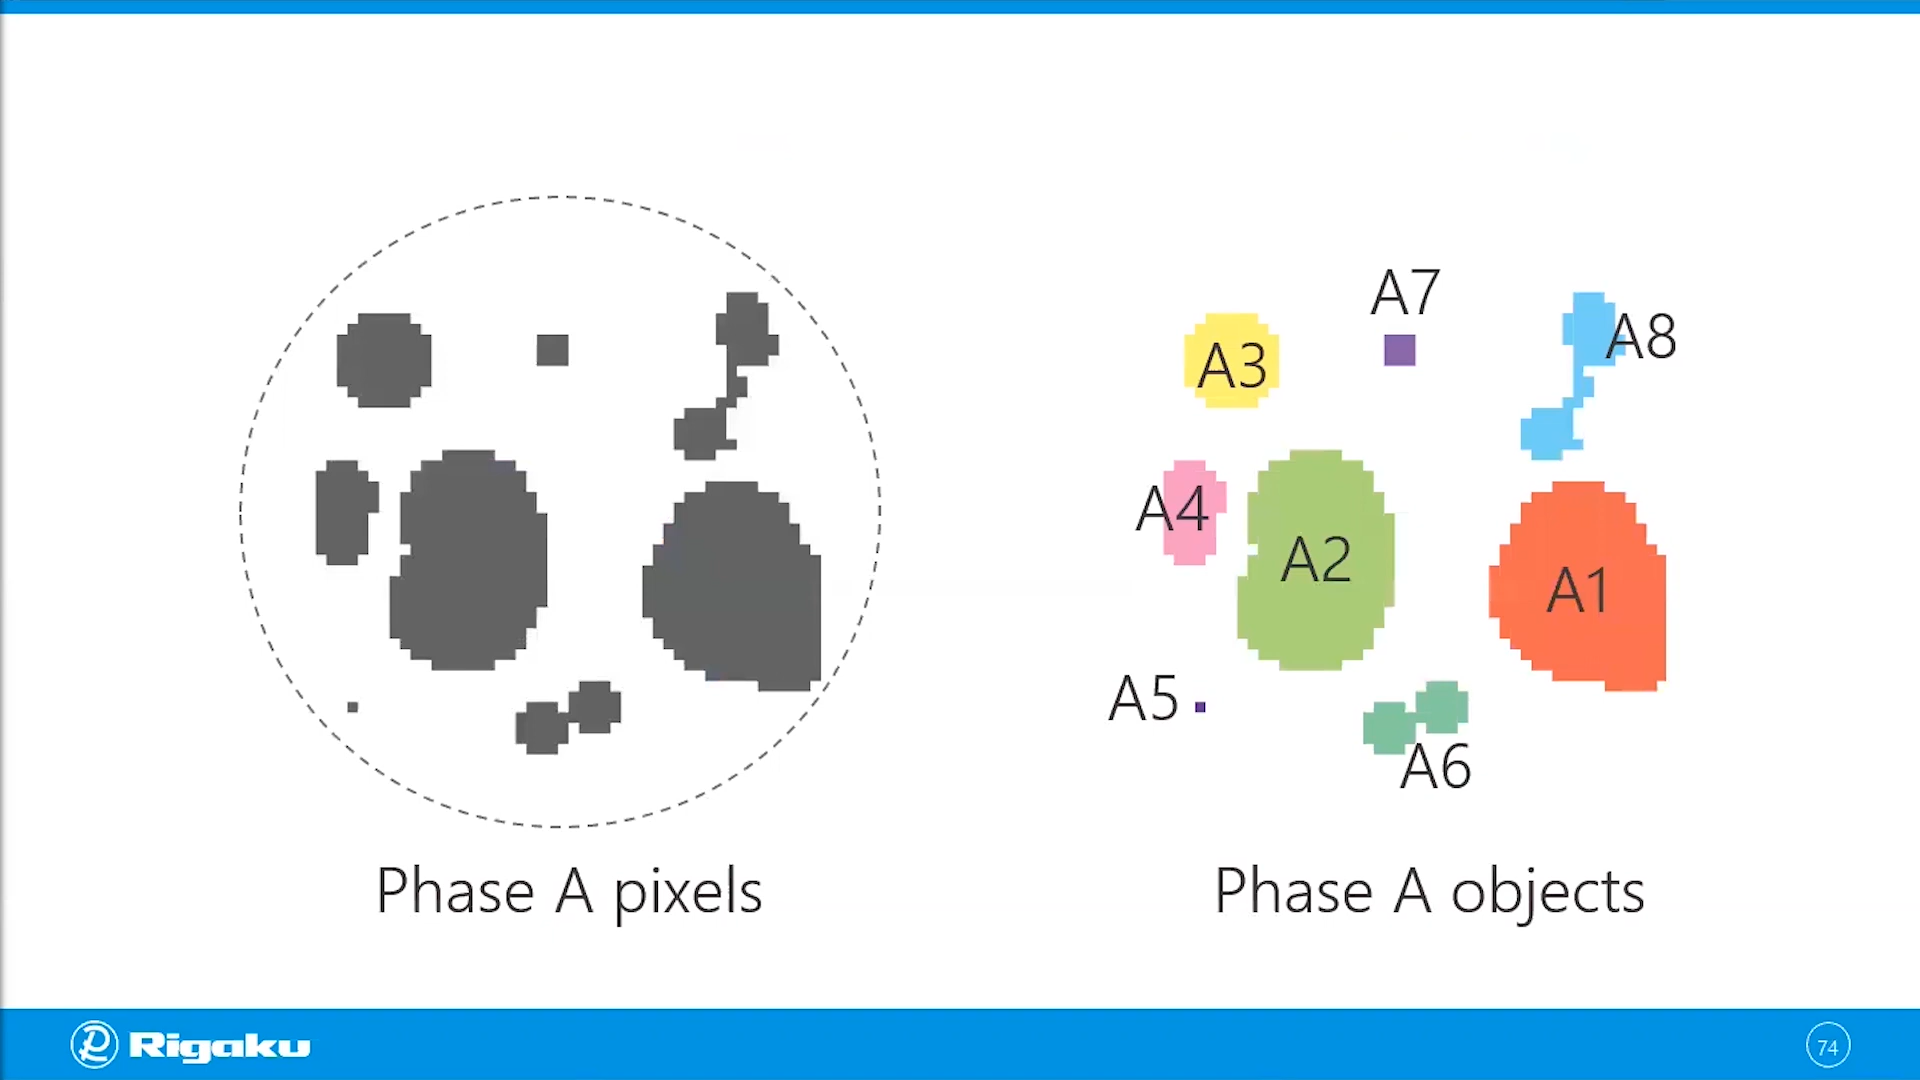 A7
A8
A3
A4
A2
A1
A5
A6
Phase A pixels
Phase A objects
Rigaku
74